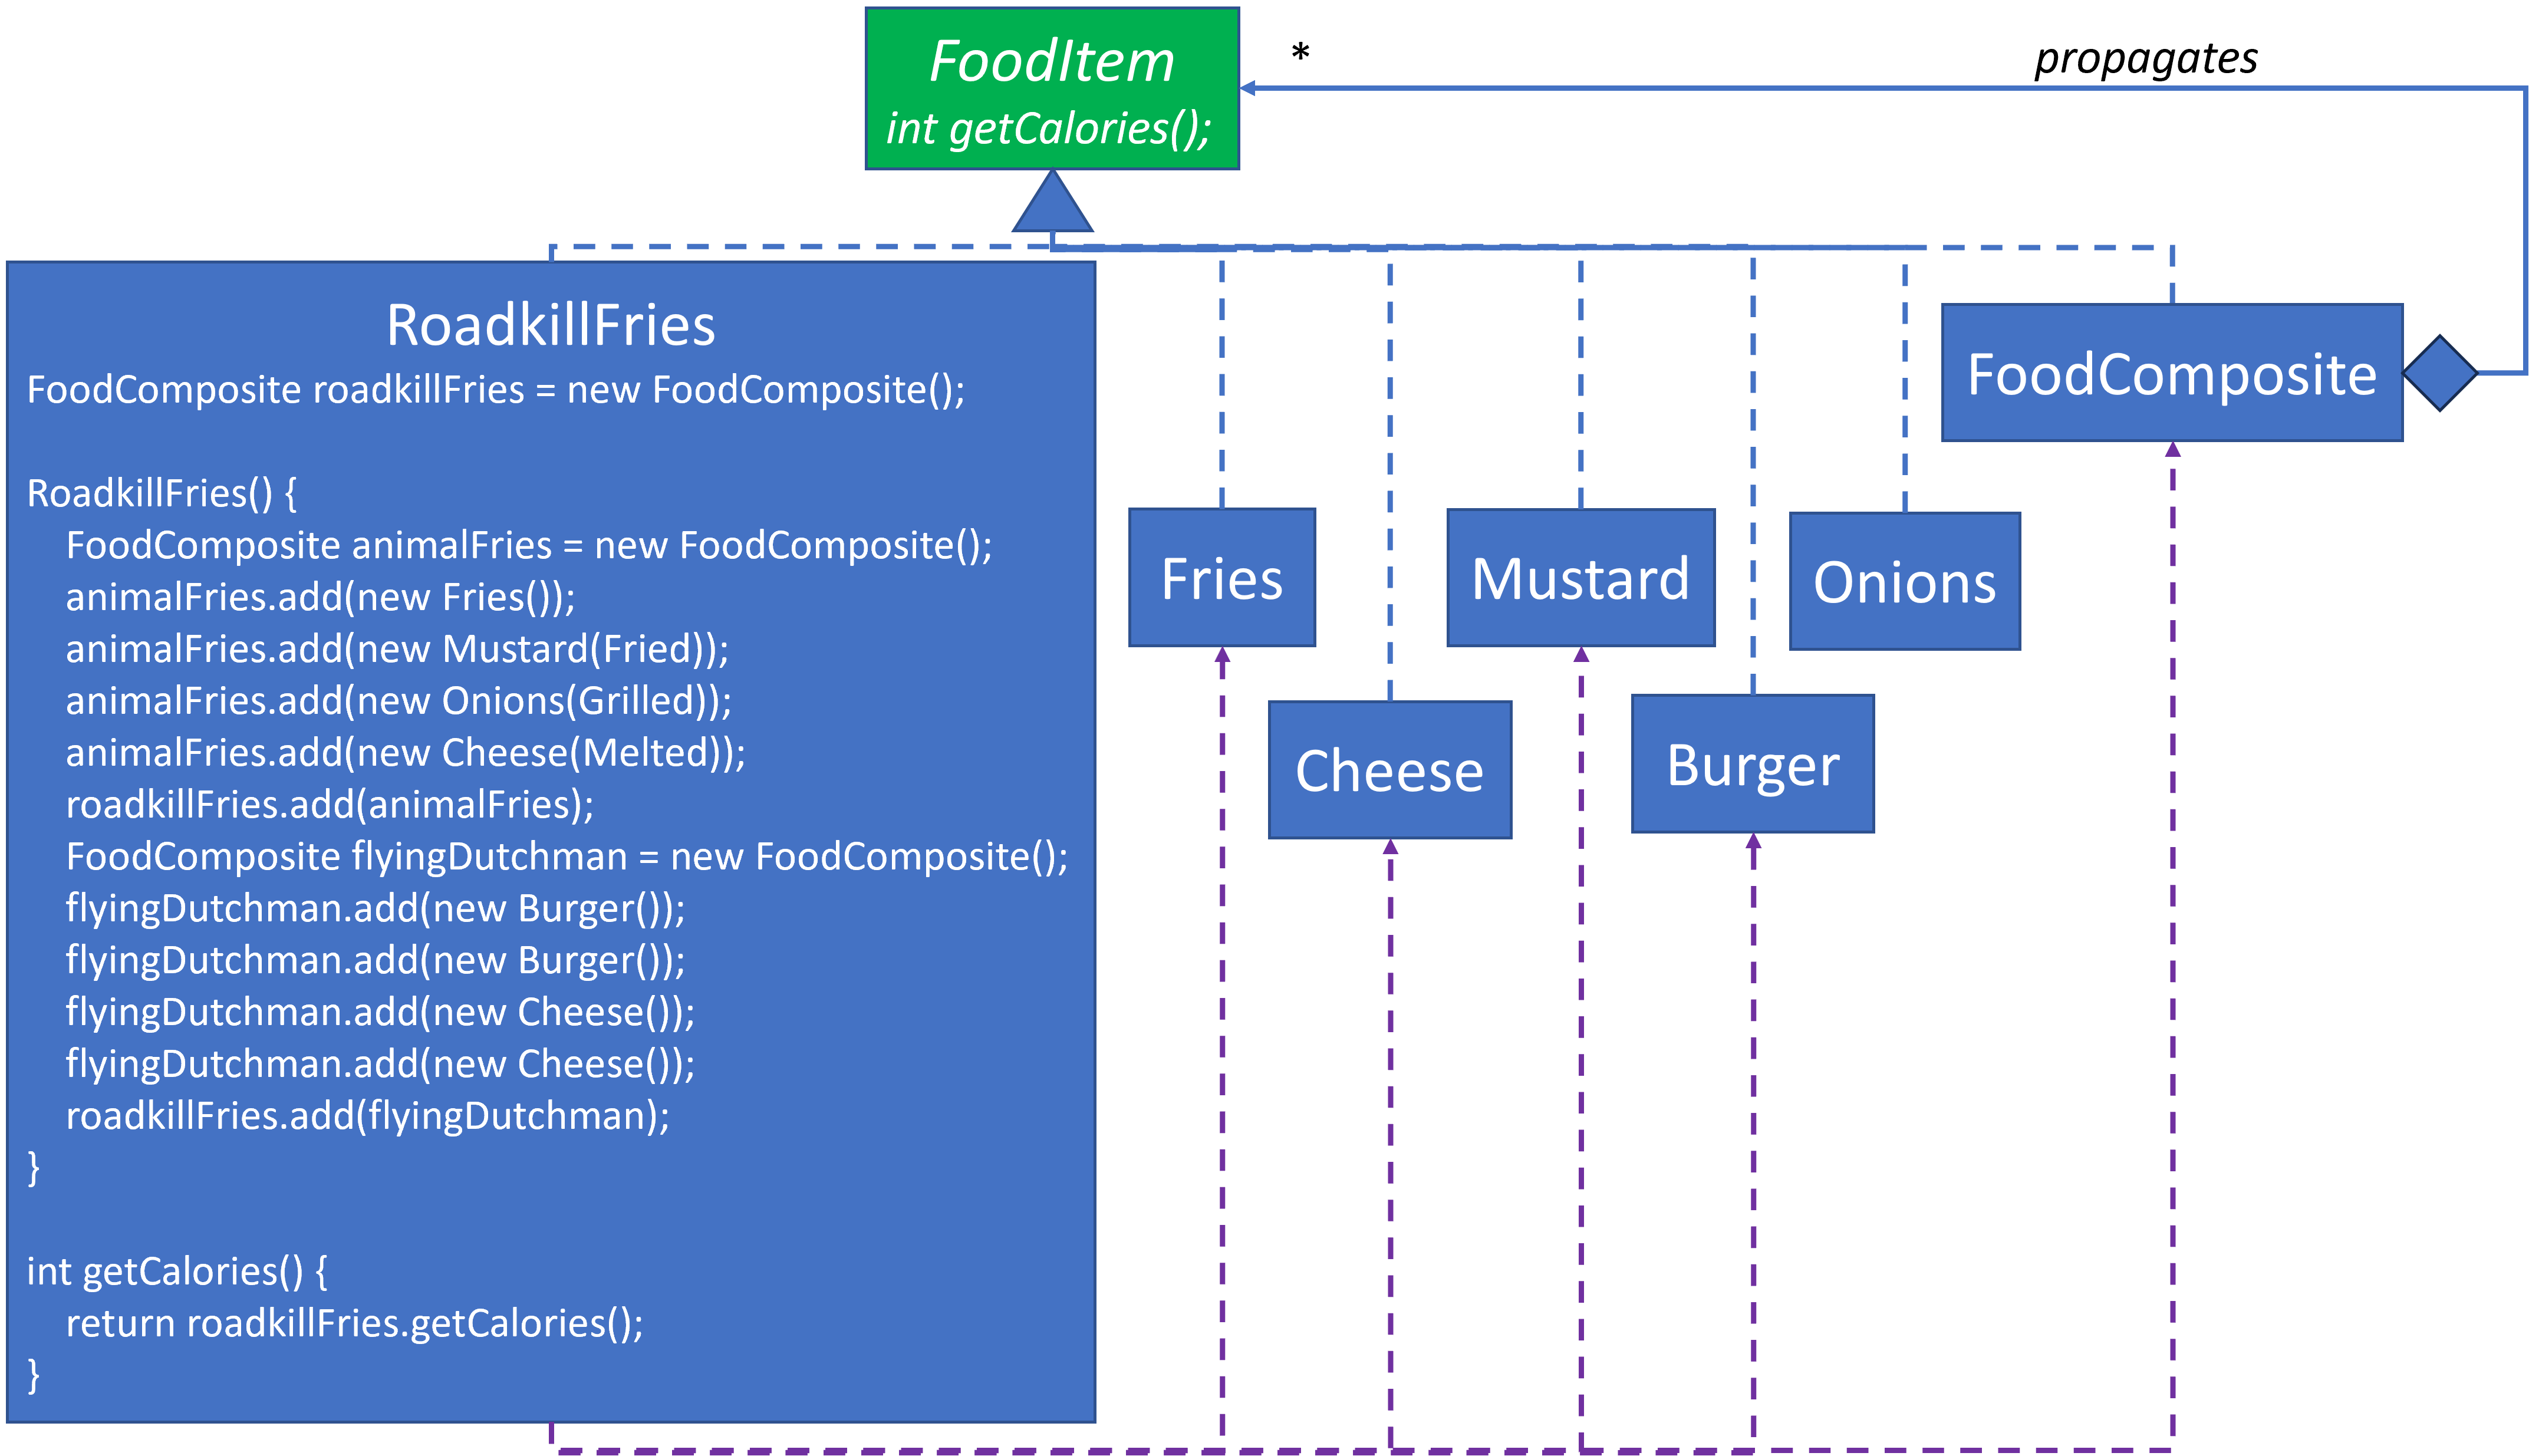 FoodItem
int getCalories();
*
propagates
RoadkillFries
FoodComposite roadkillFries = new FoodComposite();
RoadkillFries() {
FoodComposite animalFries = new FoodComposite();
animalFries.add(new Fries());
animalFries.add(new Mustard(Fried));
animalFries.add(new Onions(Grilled));
animalFries.add(new Cheese(Melted));
roadkillFries.add(animalFries);
FoodComposite flyingDutchman = new FoodComposite();
flyingDutchman.add(new Burger());
flyingDutchman.add(new Burger());
flyingDutchman.add(new Cheese());
flyingDutchman.add(new Cheese());
roadkillFries.add(flyingDutchman);
}
int getCalories() {
return roadkillFries.getCalories();
}
Fries
Cheese
Mustard
Burger
Onions
FoodComposite